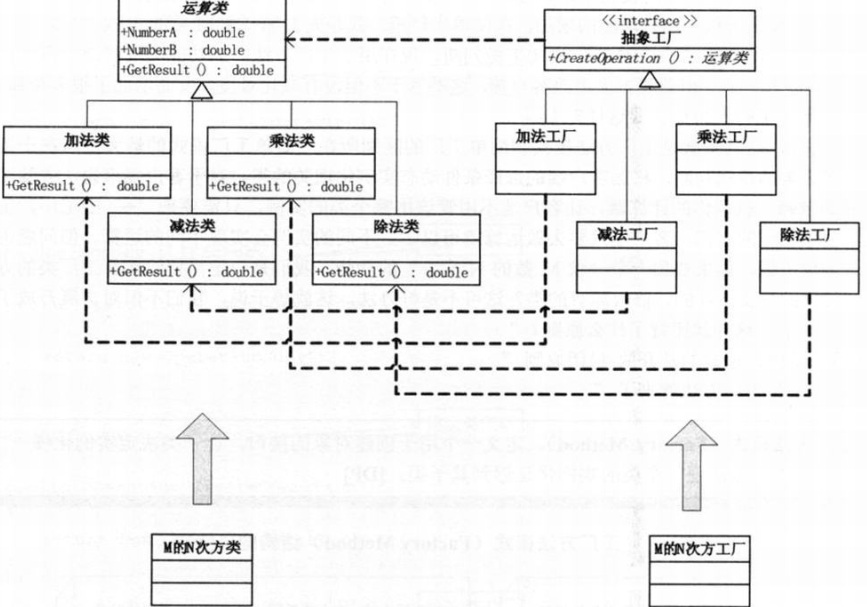 运算类
+NumberA : double
+NumberB : double
+GetResult () : double
<<interface >>
抽象工厂
+CreateOperation () : 运算类
加法类
+GetResult () : double
乘法类
+GetResult () : double
加法工厂
乘法工厂
减法类
+GetResult () : double
除法类
+GetResult () : double
减法工厂
除法工厂
M的N次方类
M的N次方工厂